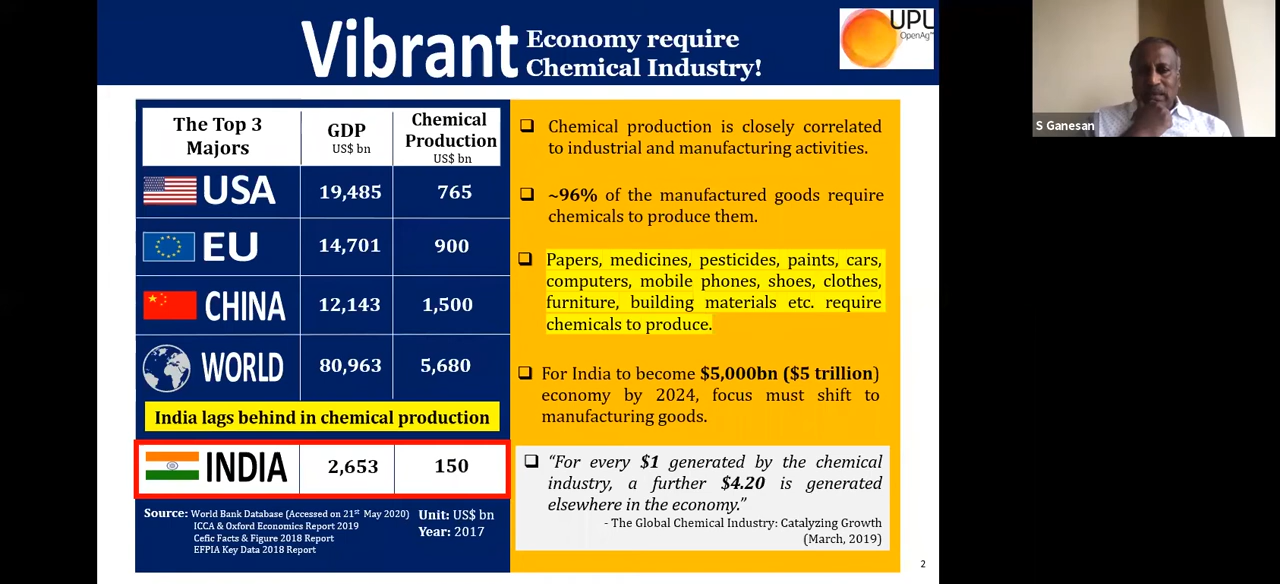 Vibrant Economy require
Chemical Industry!
UPL
OpenAg™
S Ganesan
The Top 3
Majors
GDP
US$ bn
Chemical
Production
US$ bn
USA 19,485 765
EU 14,701 900
CHINA 12,143 1,500
WORLD 80,963 5,680
India lags behind in chemical production
INDIA 2,653 150
Source: World Bank Database (Accessed on 21st May 2020)
ICCA & Oxford Economics Report 2019
Cefic Facts & Figure 2018 Report
EFPIA Key Data 2018 Report
Unit: US$ bn
Year: 2017
Chemical production is closely correlated
to industrial and manufacturing activities.
~96% of the manufactured goods require
chemicals to produce them.
Papers, medicines, pesticides, paints, cars,
computers, mobile phones, shoes, clothes,
furniture, building materials etc. require
chemicals to produce.
For India to become $5,000bn ($5 trillion)
economy by 2024, focus must shift to
manufacturing goods.
“For every $1 generated by the chemical
industry, a further $4.20 is generated
elsewhere in the economy.”
- The Global Chemical Industry: Catalyzing Growth
(March, 2019)
2